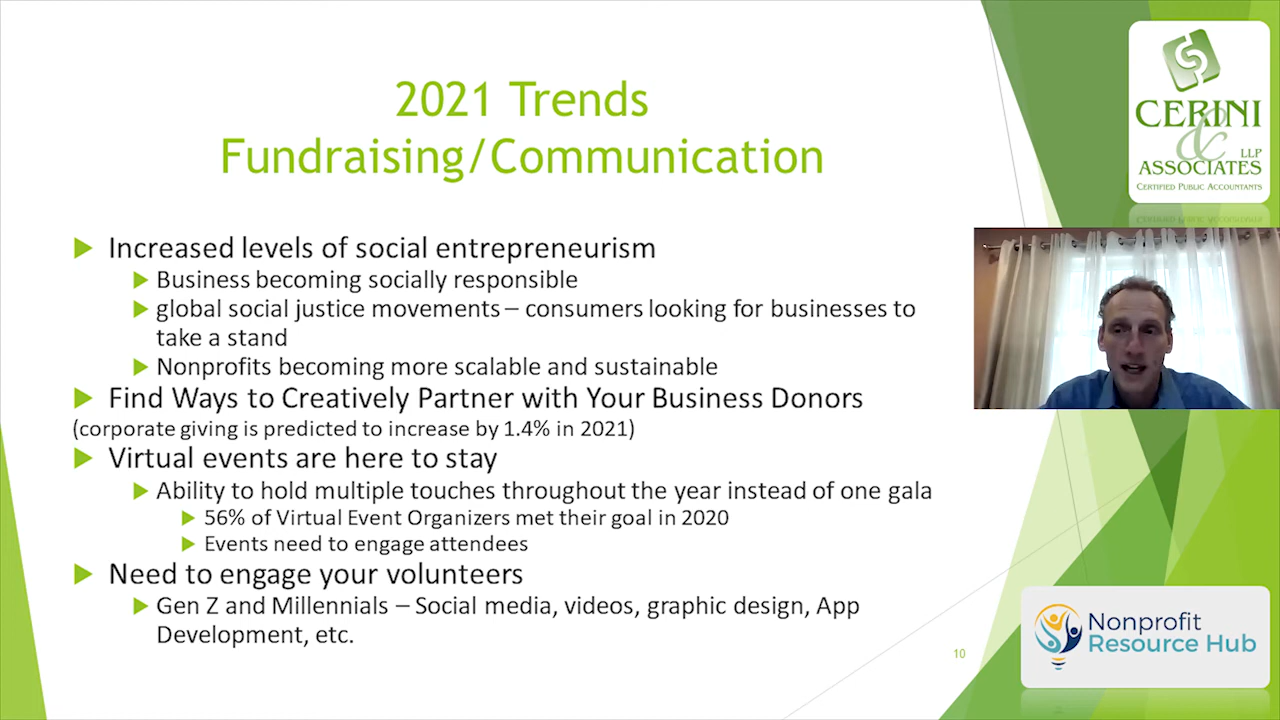 2021 Trends
Fundraising/Communication
Increased levels of social entrepreneurism
Business becoming socially responsible
global social justice movements – consumers looking for businesses to
take a stand
Nonprofits becoming more scalable and sustainable
Find Ways to Creatively Partner with Your Business Donors
(corporate giving is predicted to increase by 1.4% in 2021)
Virtual events are here to stay
Ability to hold multiple touches throughout the year instead of one gala
56% of Virtual Event Organizers met their goal in 2020
Events need to engage attendees
Need to engage your volunteers
Gen Z and Millennials – Social media, videos, graphic design, App
Development, etc.
10
CERINI
&
LLP
ASSOCIATES
CERTIFIED PUBLIC ACCOUNTANTS
Nonprofit
Resource Hub